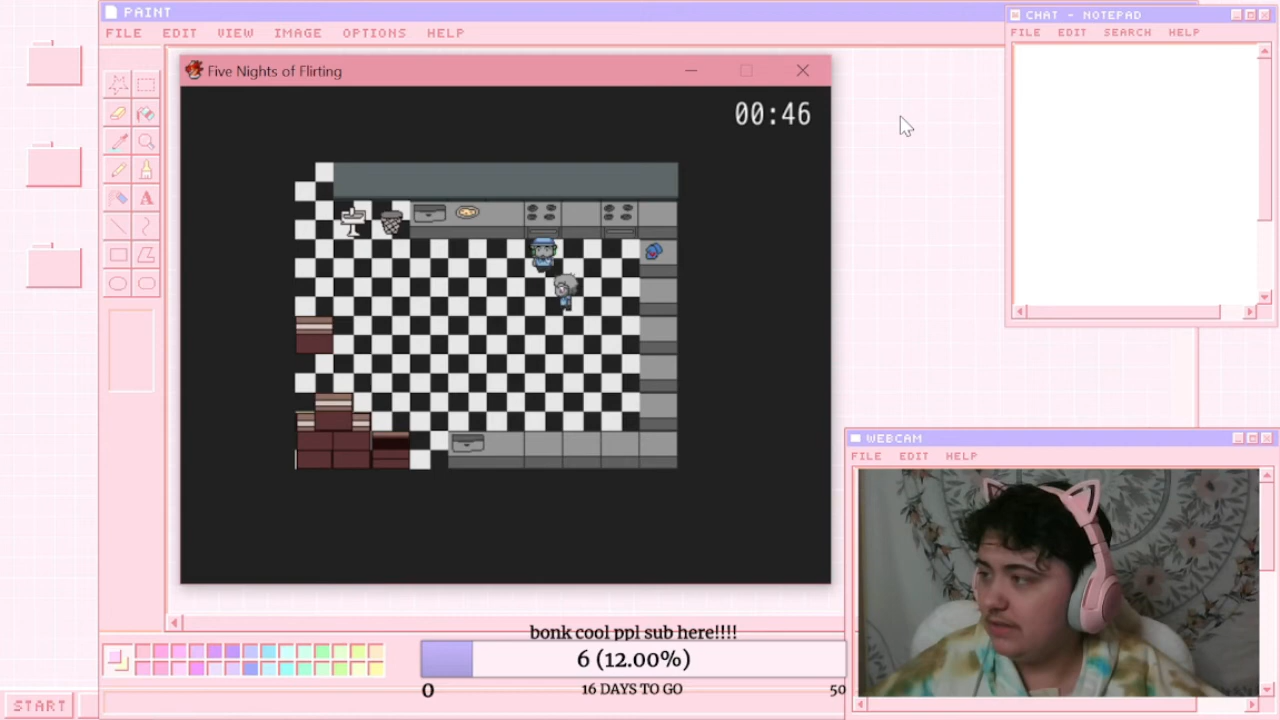 PAINT
FILE EDIT VIEW IMAGE OPTIONS HELP
Five Nights of Flirting
00:46
CHAT - NOTEPAD
FILE EDIT SEARCH HELP
WEBCAM
FILE EDIT HELP
A
bonk cool ppl sub here!!!!
6 (12.00%)
0 16 DAYS TO GO 50
START